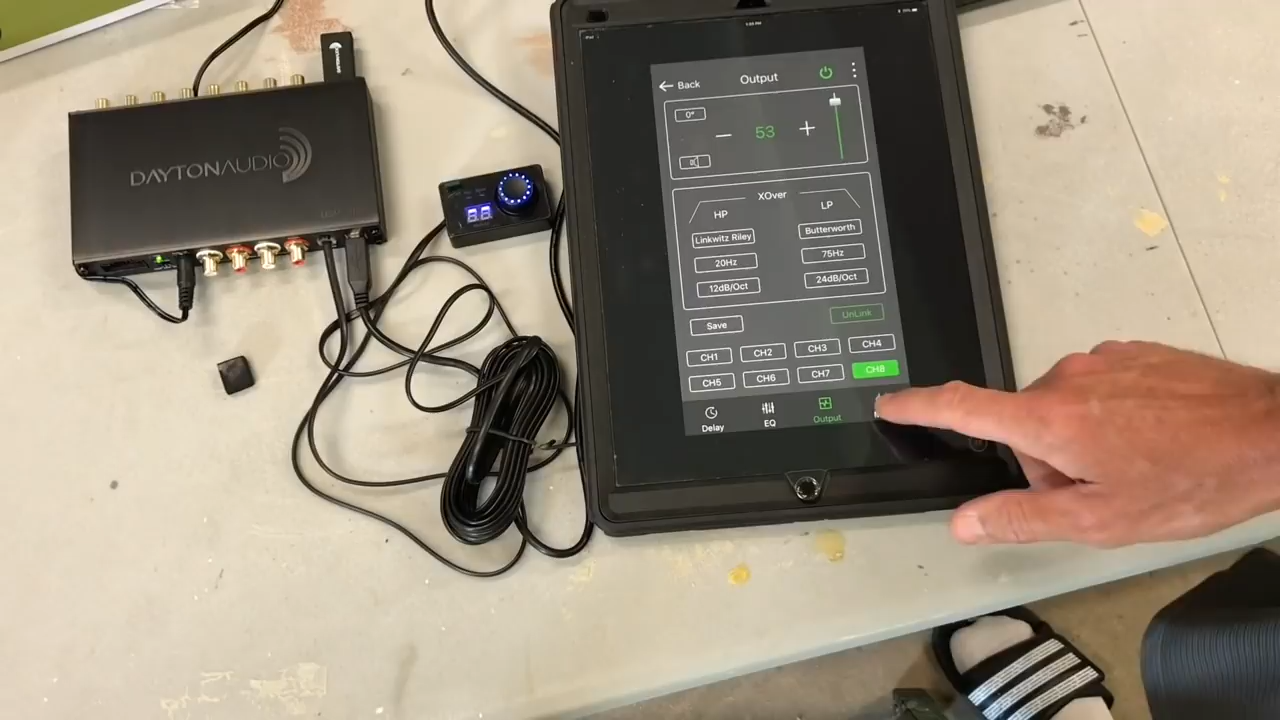 DAYTONAUDIO
Back
Output
0°
53
XOver
HP
LP
Linkwitz Riley
Butterworth
20Hz
75Hz
12dB/Oct
24dB/Oct
Save
UnLink
CH1
CH2
CH3
CH4
CH5
CH6
CH7
CH8
Delay
EQ
Output